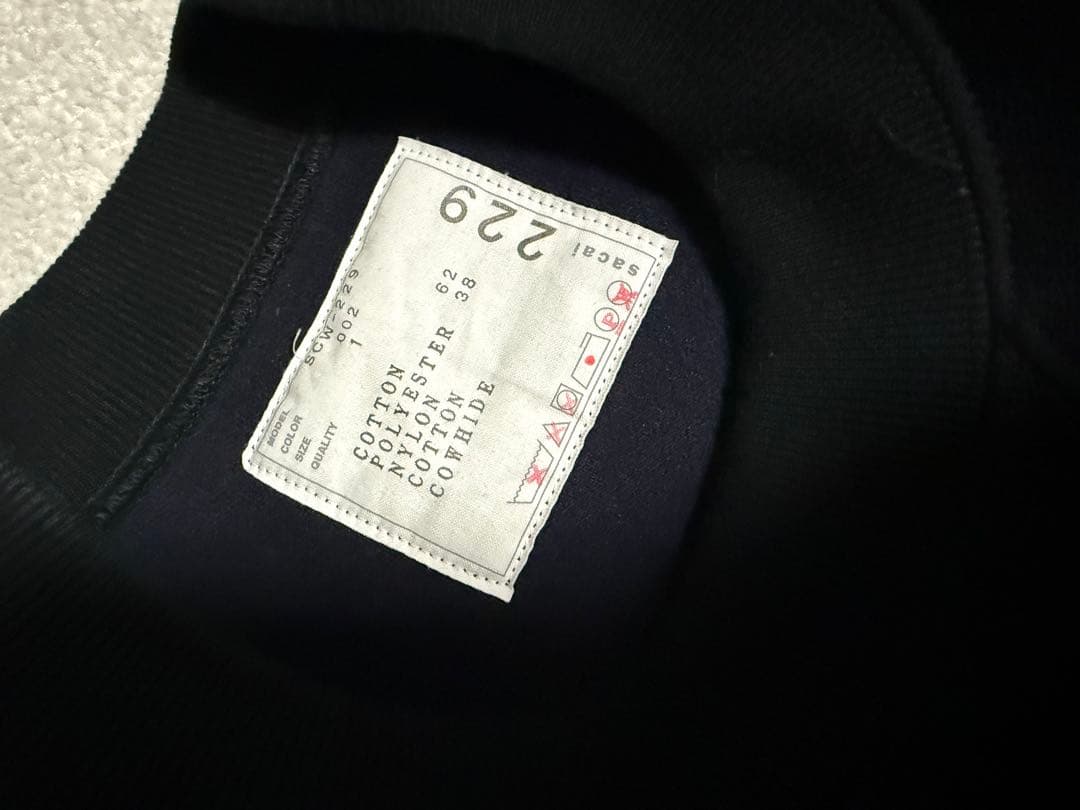 sacai
229
MODEL SCW-229
COLOR 002
SIZE 1
QUALITY
COTTON 62
POLYESTER 38
NYLON
COTTON
COWHIDE
P